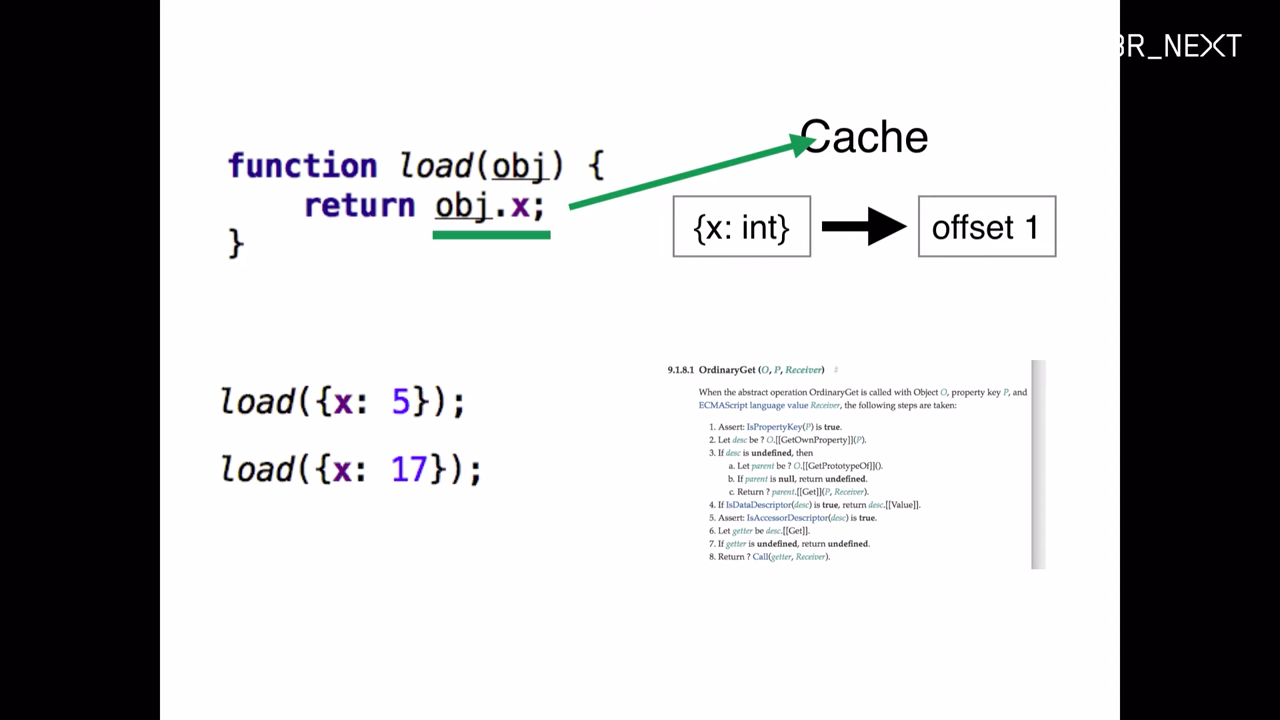 BR_NEXT
Cache
function load(obj) {
return obj.x;
}
{x: int}
offset 1
load({x: 5});
load({x: 17});
9.1.8.1 OrdinaryGet (O, P, Receiver)
When the abstract operation OrdinaryGet is called with Object O, property key P, and
ECMAScript language value Receiver, the following steps are taken:
1. Assert: IsPropertyKey(P) is true.
2. Let desc be ? O.[[GetOwnProperty]](P).
3. If desc is undefined, then
a. Let parent be ? O.[[GetPrototypeOf]]().
b. If parent is null, return undefined.
c. Return ? parent.[[Get]](P, Receiver).
4. If IsDataDescriptor(desc) is true, return desc.[[Value]].
5. Assert: IsAccessorDescriptor(desc) is true.
6. Let getter be desc.[[Get]].
7. If getter is undefined, return undefined.
8. Return ? Call(getter, Receiver).